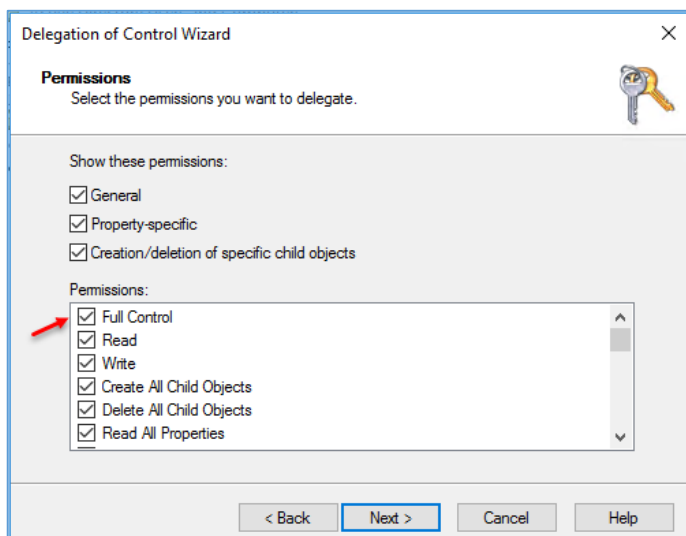 Delegation of Control Wizard
Permissions
Select the permissions you want to delegate.
Show these permissions:
General
Property-specific
Creation/deletion of specific child objects
Permissions:
Full Control
Read
Write
Create All Child Objects
Delete All Child Objects
Read All Properties
< Back Next > Cancel Help